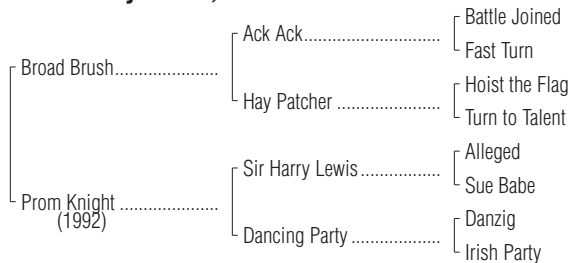 Battle Joined
Ack Ack
Fast Turn
Broad Brush
Hoist the Flag
Hay Patcher
Turn to Talent
Alleged
Sir Harry Lewis
Sue Babe
Prom Knight
(1992)
Danzig
Dancing Party
Irish Party